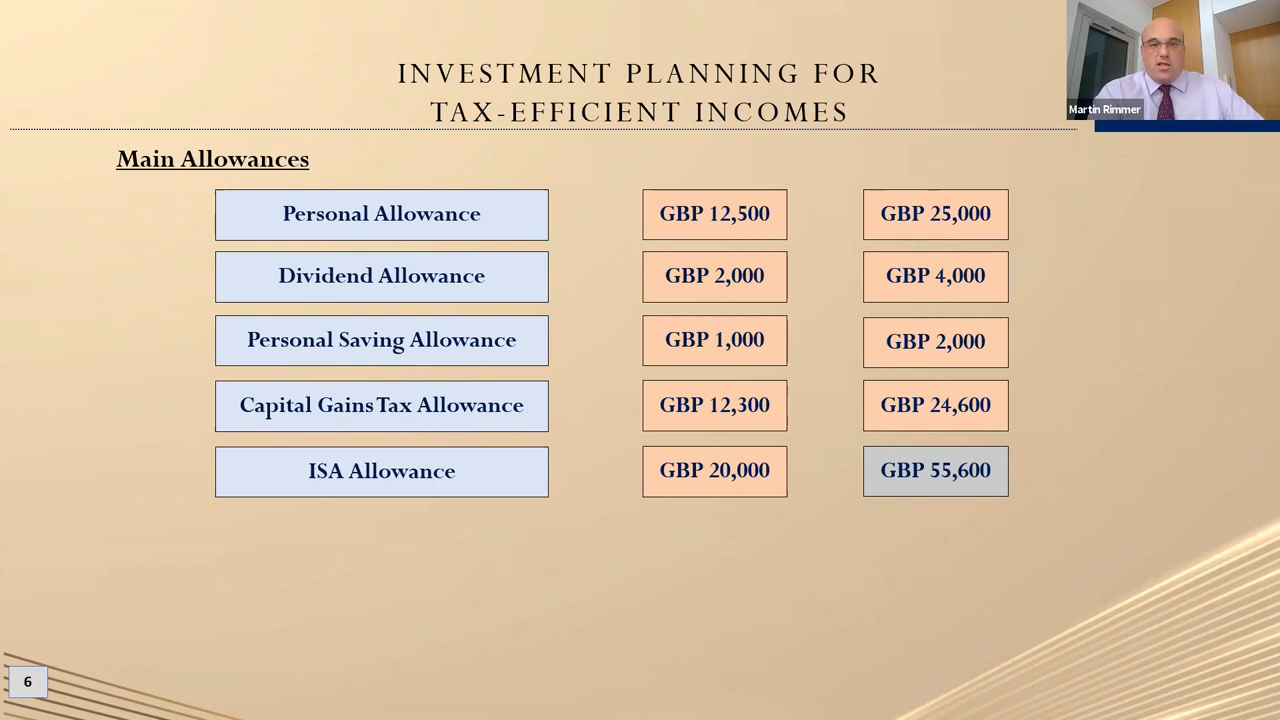 INVESTMENT PLANNING FOR
TAX-EFFICIENT INCOMES
Martin Rimmer
Main Allowances
Personal Allowance GBP 12,500 GBP 25,000
Dividend Allowance GBP 2,000 GBP 4,000
Personal Saving Allowance GBP 1,000 GBP 2,000
Capital Gains Tax Allowance GBP 12,300 GBP 24,600
ISA Allowance GBP 20,000 GBP 55,600
6